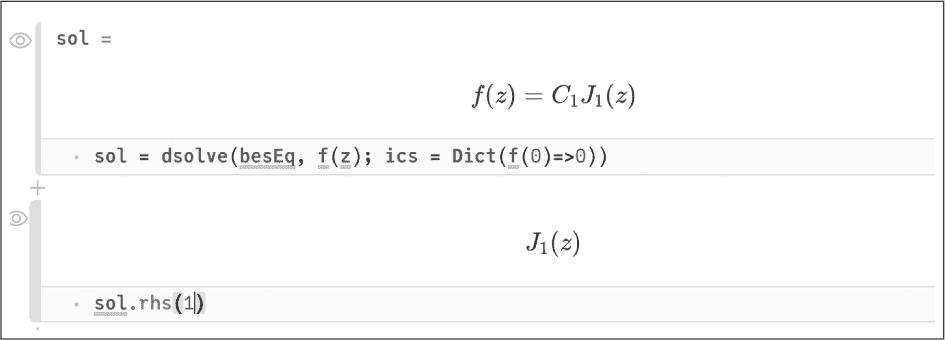 sol =
f(z) = C₁J₁(z)
sol = dsolve(besEq, f(z); ics = Dict(f(0)=>0))
J₁(z)
sol.rhs(1)